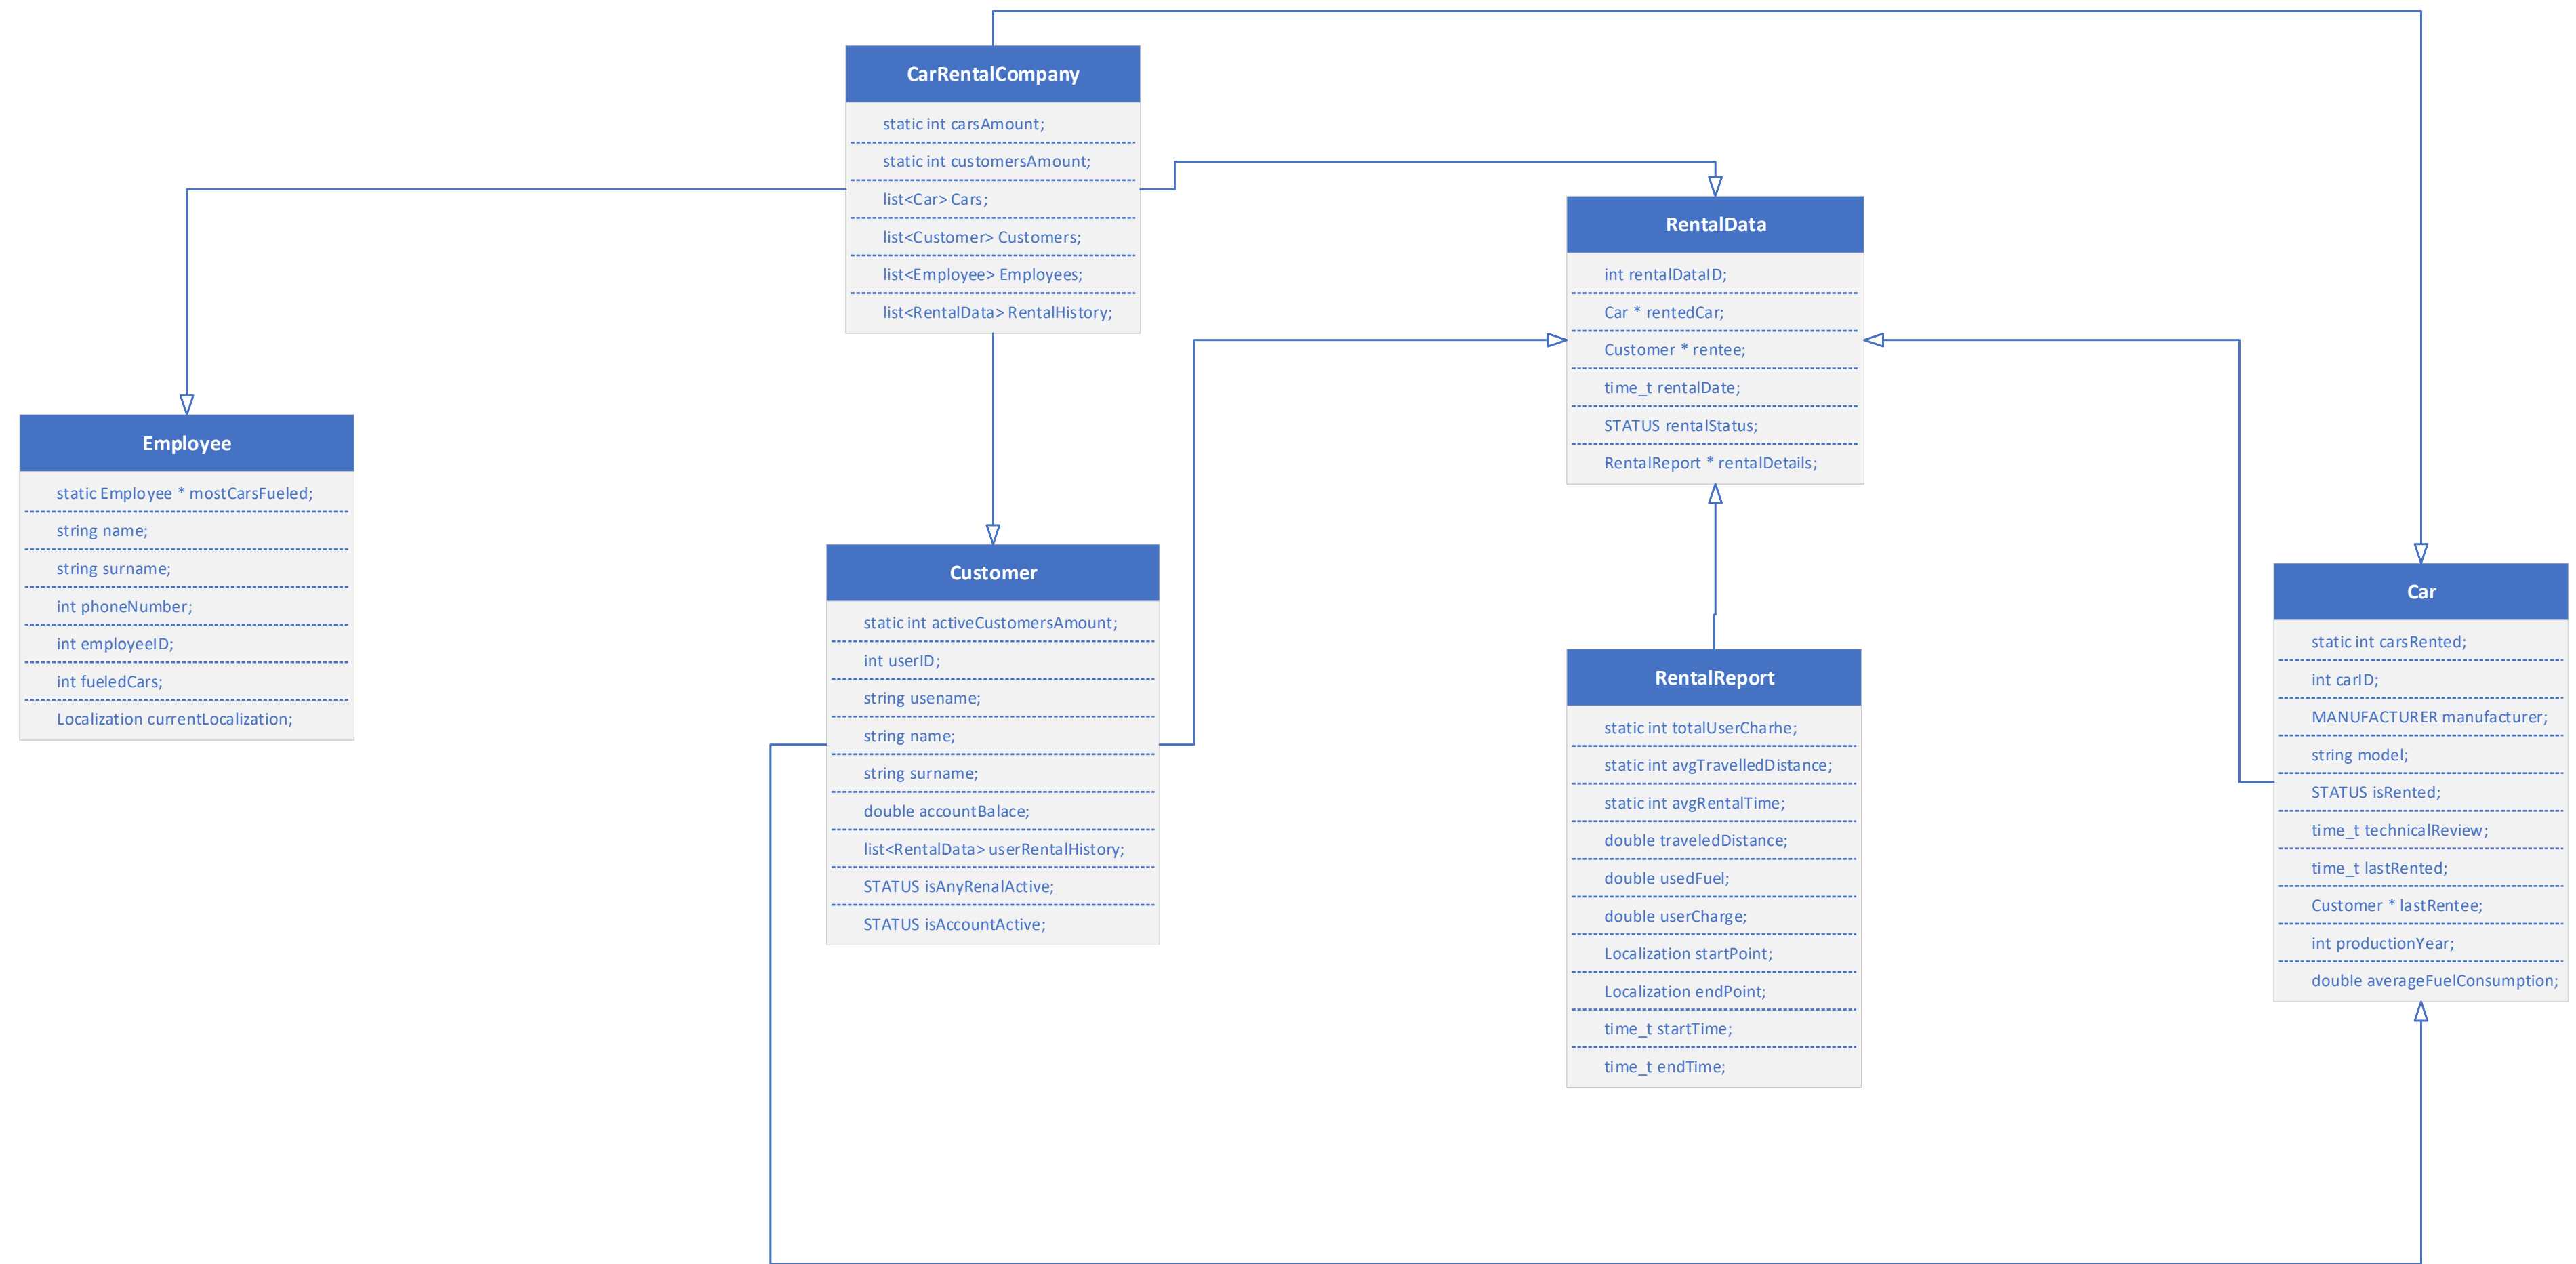 CarRentalCompany
static int carsAmount;
static int customersAmount;
list<Car> Cars;
list<Customer> Customers;
list<Employee> Employees;
list<RentalData> RentalHistory;
RentalData
int rentalDataID;
Car * rentedCar;
Customer * rentee;
time_t rentalDate;
STATUS rentalStatus;
RentalReport * rentalDetails;
Employee
static Employee * mostCarsFueled;
string name;
string surname;
int phoneNumber;
int employeeID;
int fueledCars;
Localization currentLocalization;
Customer
static int activeCustomersAmount;
int userID;
string usename;
string name;
string surname;
double accountBalace;
list<RentalData> userRentalHistory;
STATUS isAnyRenalActive;
STATUS isAccountActive;
RentalReport
static int totalUserCharhe;
static int avgTravelledDistance;
static int avgRentalTime;
double traveledDistance;
double usedFuel;
double userCharge;
Localization startPoint;
Localization endPoint;
time_t startTime;
time_t endTime;
Car
static int carsRented;
int carID;
MANUFACTURER manufacturer;
string model;
STATUS isRented;
time_t technicalReview;
time_t lastRented;
Customer * lastRentee;
int productionYear;
double averageFuelConsumption;